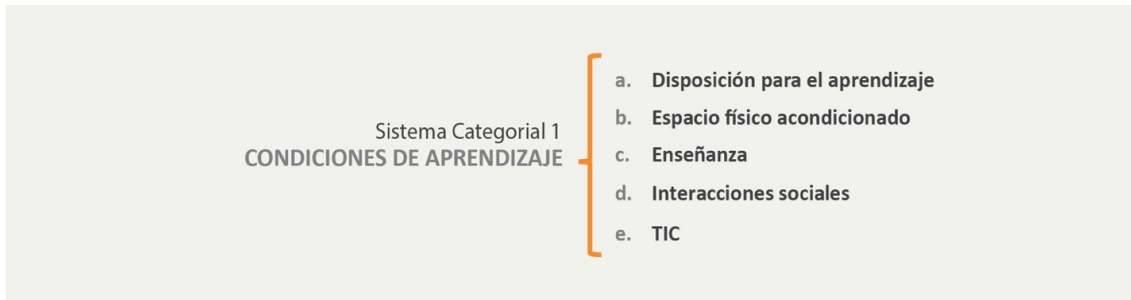 Sistema Categorial 1
CONDICIONES DE APRENDIZAJE
a. Disposición para el aprendizaje
b. Espacio físico acondicionado
c. Enseñanza
d. Interacciones sociales
e. TIC